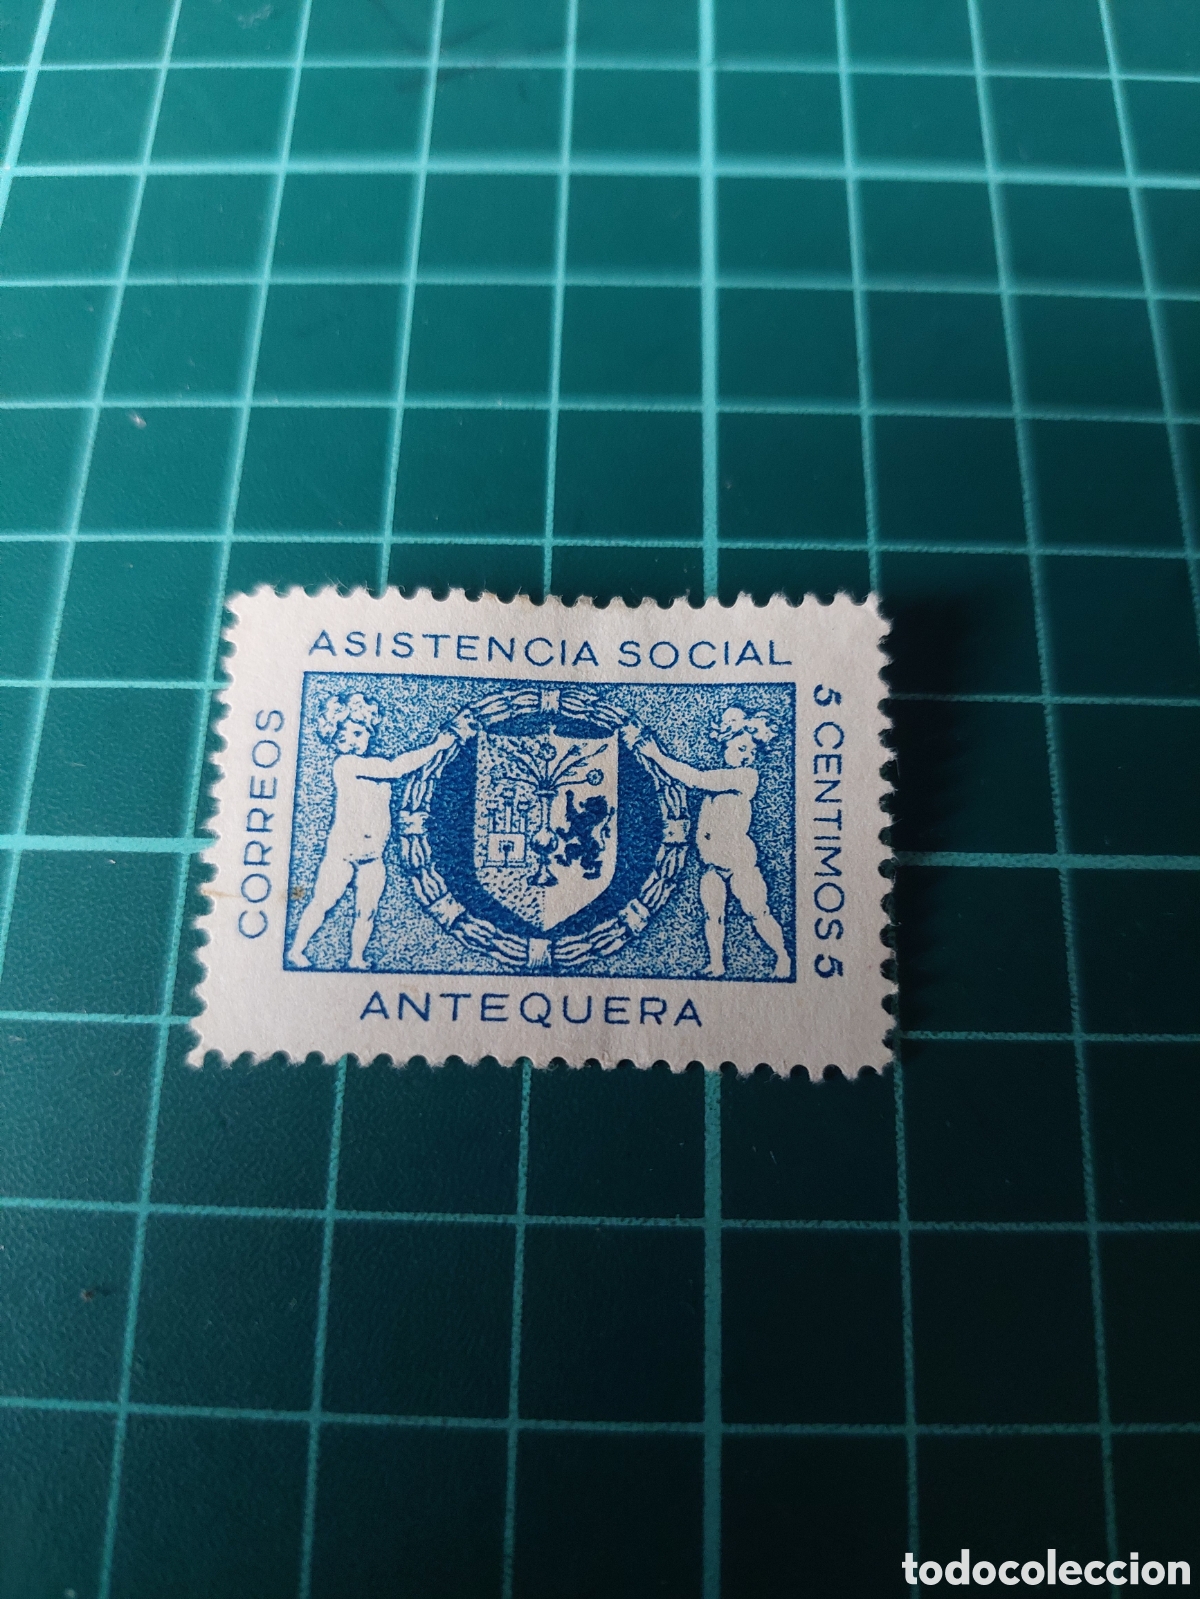 ASISTENCIA SOCIAL
CORREOS
5 CENTIMOS 5
ANTEQUERA
todocoleccion